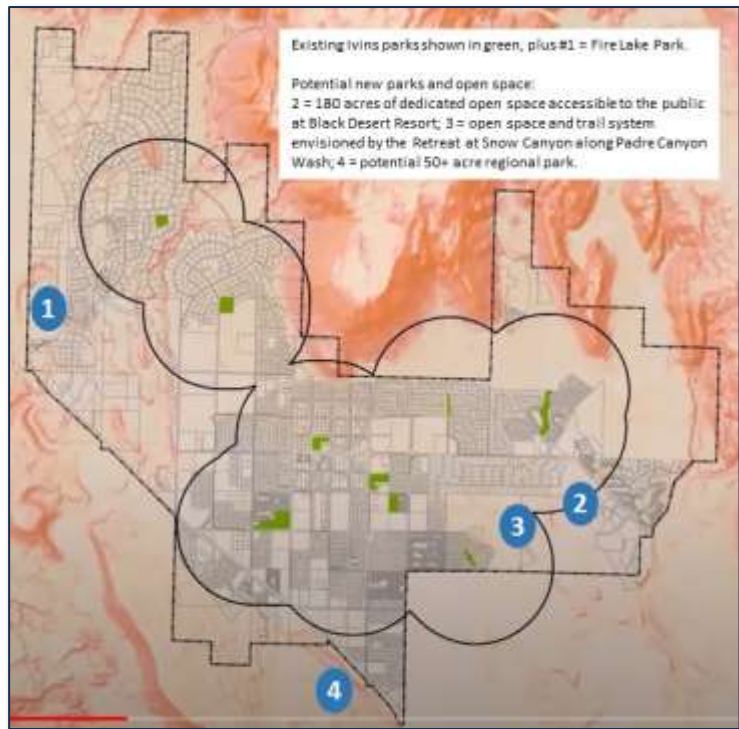 Existing Ivins parks shown in green, plus #1 = Fire Lake Park.
Potential new parks and open space:
2 = 180 acres of dedicated open space accessible to the public
at Black Desert Resort; 3 = open space and trail system
envisioned by the Retreat at Snow Canyon along Padre Canyon
Wash; 4 = potential 50+ acre regional park.
1
2
3
4